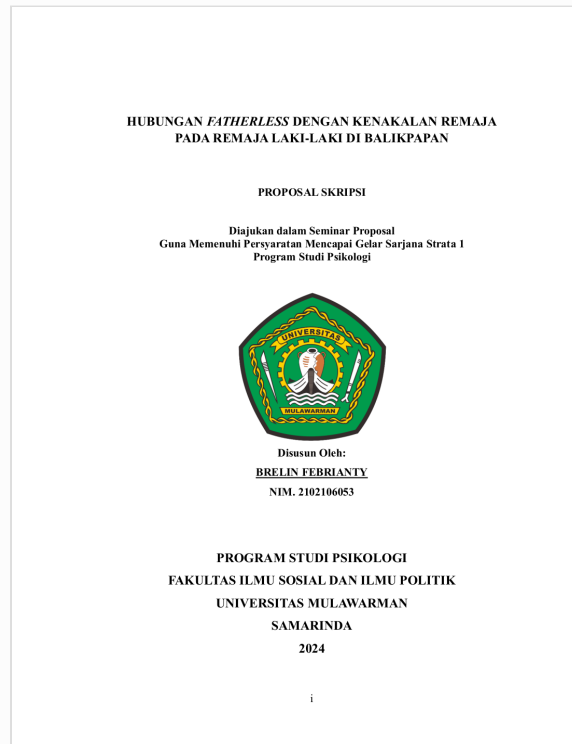 HUBUNGAN FATHERLESS DENGAN KENAKALAN REMAJA
PADA REMAJA LAKI-LAKI DI BALIKPAPAN
PROPOSAL SKRIPSI
Diajukan dalam Seminar Proposal
Guna Memenuhi Persyaratan Mencapai Gelar Sarjana Strata 1
Program Studi Psikologi
UNIVERSITAS
MULAWARMAN
Disusun Oleh:
BRELIN FEBRIANTY
NIM. 2102106053
PROGRAM STUDI PSIKOLOGI
FAKULTAS ILMU SOSIAL DAN ILMU POLITIK
UNIVERSITAS MULAWARMAN
SAMARINDA
2024
i